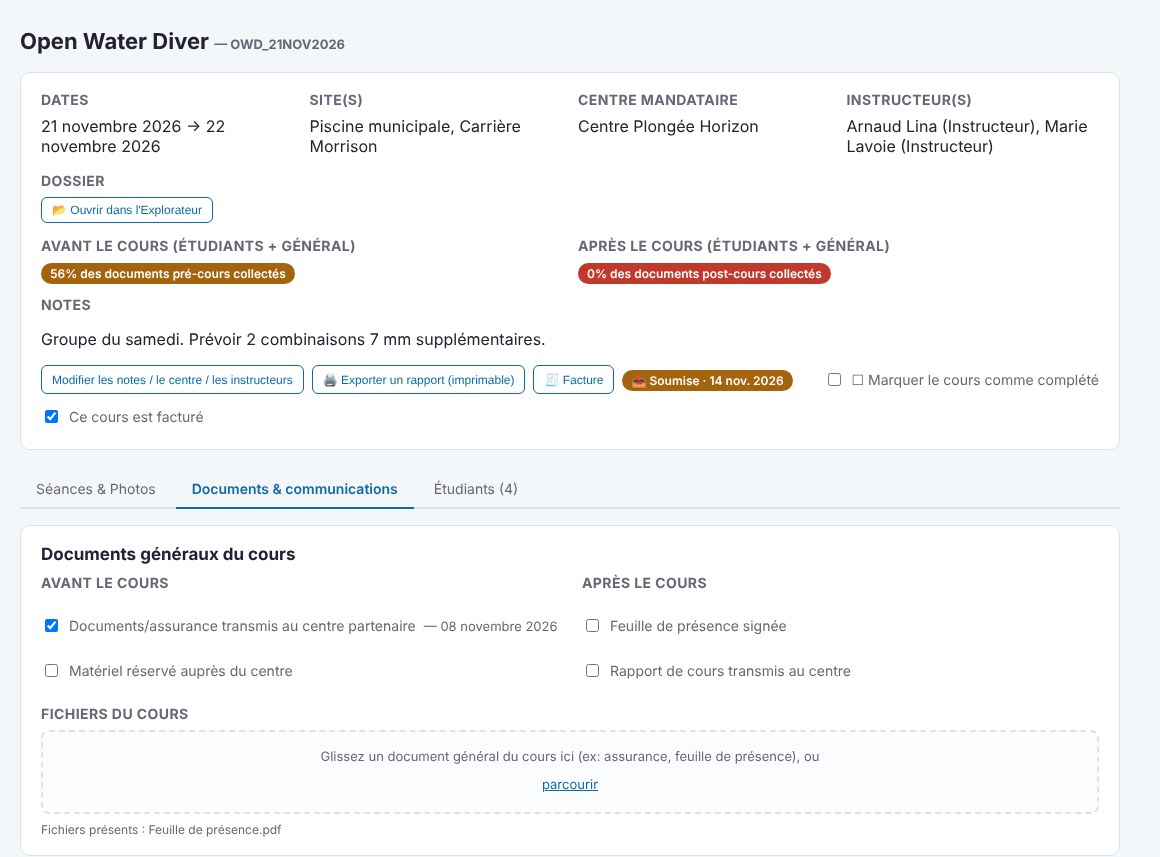 Open Water Diver — OWD_21NOV2026
DATES
21 novembre 2026 → 22
novembre 2026
SITE(S)
Piscine municipale, Carrière
Morrison
CENTRE MANDATAIRE
Centre Plongée Horizon
INSTRUCTEUR(S)
Arnaud Lina (Instructeur), Marie
Lavoie (Instructeur)
DOSSIER
📂 Ouvrir dans l'Explorateur
AVANT LE COURS (ÉTUDIANTS + GÉNÉRAL)
56% des documents pré-cours collectés
APRÈS LE COURS (ÉTUDIANTS + GÉNÉRAL)
0% des documents post-cours collectés
NOTES
Groupe du samedi. Prévoir 2 combinaisons 7 mm supplémentaires.
Modifier les notes / le centre / les instructeurs
🖨️ Exporter un rapport (imprimable)
🧾 Facture
📤 Soumise · 14 nov. 2026
☐ Marquer le cours comme complété
Ce cours est facturé
Séances & Photos
Documents & communications
Étudiants (4)
Documents généraux du cours
AVANT LE COURS
Documents/assurance transmis au centre partenaire — 08 novembre 2026
Matériel réservé auprès du centre
APRÈS LE COURS
Feuille de présence signée
Rapport de cours transmis au centre
FICHIERS DU COURS
Glissez un document général du cours ici (ex: assurance, feuille de présence), ou
parcourir
Fichiers présents : Feuille de présence.pdf